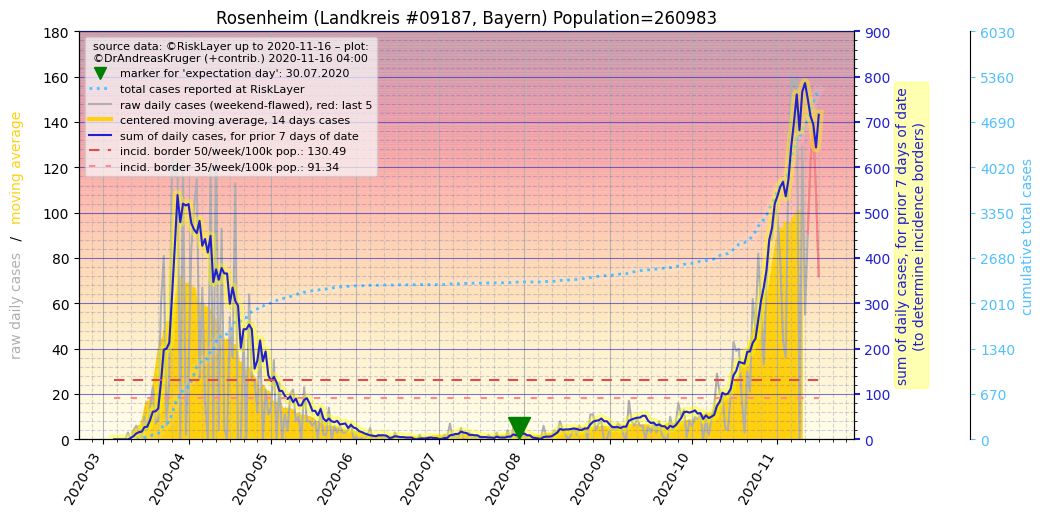 Rosenheim (Landkreis #09187, Bayern) Population=260983
source data: ©RiskLayer up to 2020-11-16 – plot:
©DrAndreasKruger (+contrib.) 2020-11-16 04:00
marker for 'expectation day': 30.07.2020
total cases reported at RiskLayer
raw daily cases (weekend-flawed), red: last 5
centered moving average, 14 days cases
sum of daily cases, for prior 7 days of date
incid. border 50/week/100k pop.: 130.49
incid. border 35/week/100k pop.: 91.34
raw daily cases / moving average
180
160
140
120
100
80
60
40
20
0
2020-03
2020-04
2020-05
2020-06
2020-07
2020-08
2020-09
2020-10
2020-11
900
800
700
600
500
400
300
200
100
0
sum of daily cases, for prior 7 days of date
(to determine incidence borders)
6030
5360
4690
4020
3350
2680
2010
1340
670
0
cumulative total cases